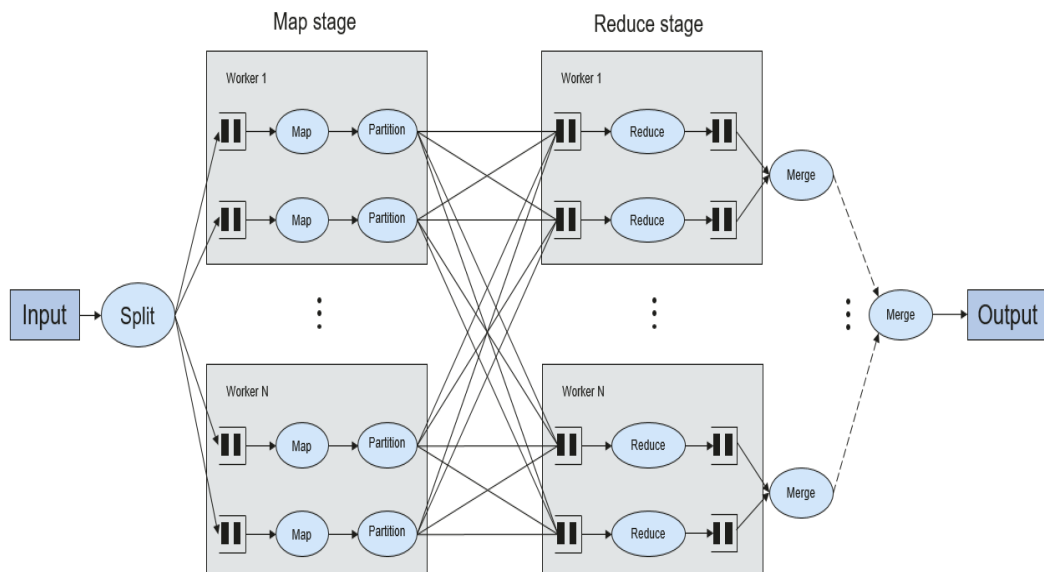 Map stage
Reduce stage
Worker 1
Worker 1
Map
Partition
Reduce
Merge
Map
Partition
Reduce
Input
Split
Merge
Output
Worker N
Worker N
Map
Partition
Reduce
Merge
Map
Partition
Reduce